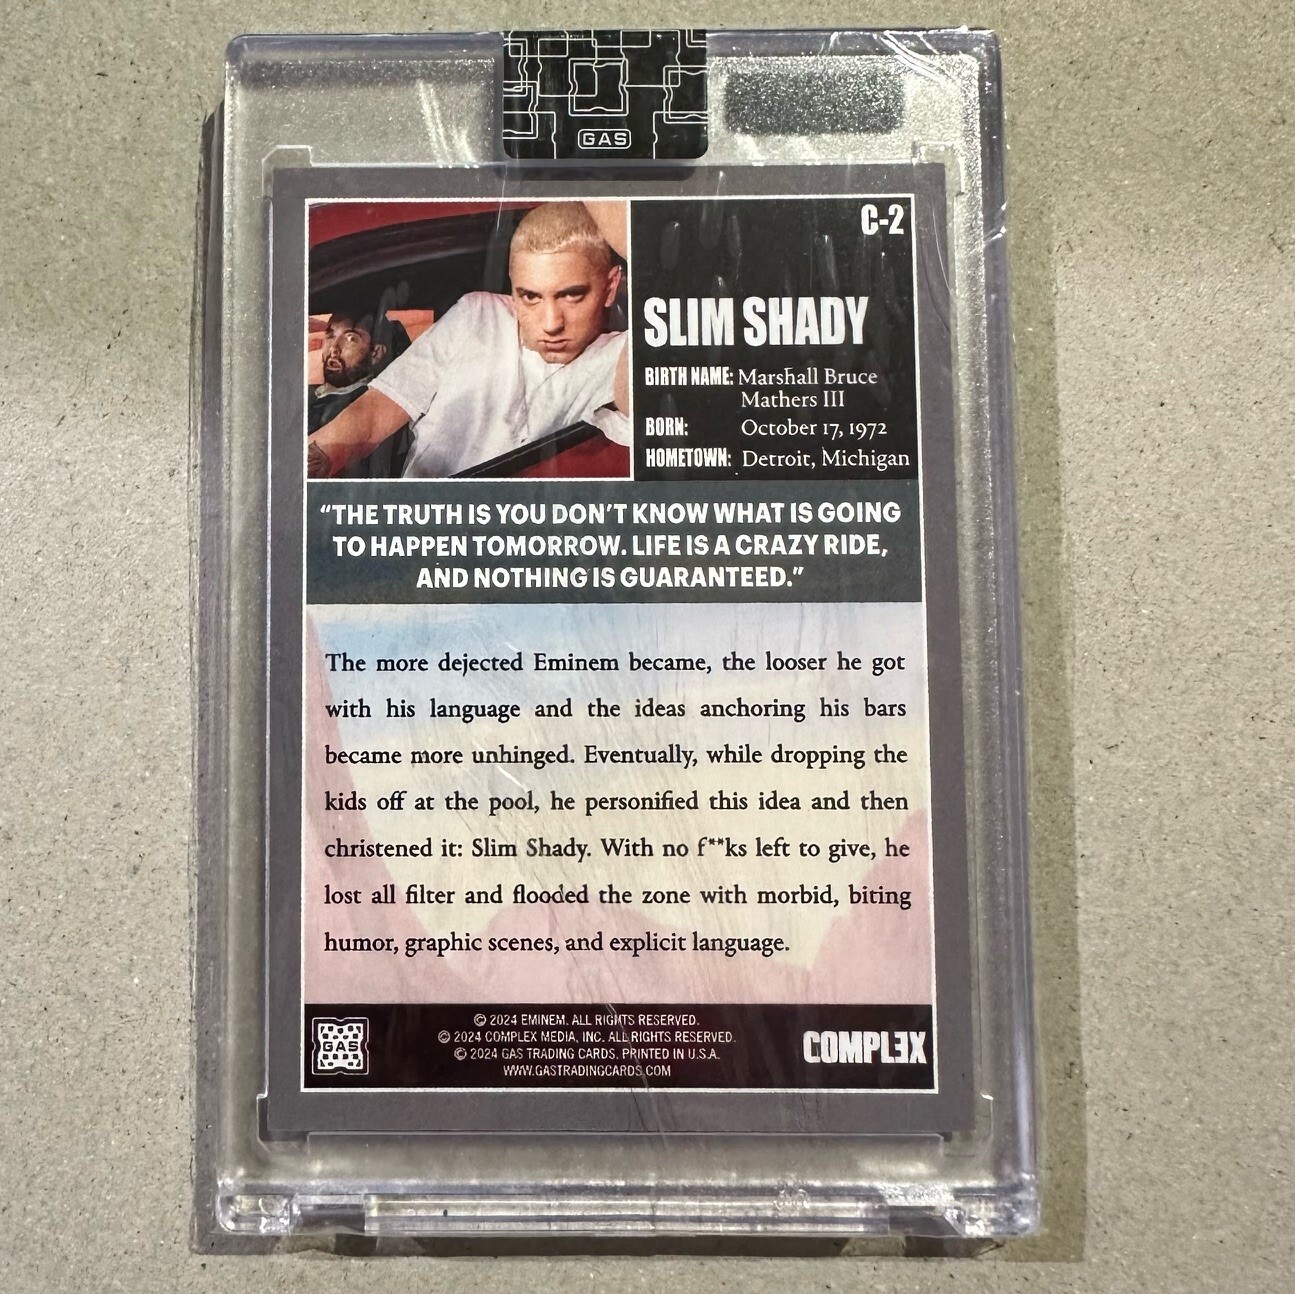 GAS
C-2
SLIM SHADY
BIRTH NAME: Marshall Bruce
Mathers III
BORN: October 17, 1972
HOMETOWN: Detroit, Michigan
“THE TRUTH IS YOU DON’T KNOW WHAT IS GOING
TO HAPPEN TOMORROW. LIFE IS A CRAZY RIDE,
AND NOTHING IS GUARANTEED.”
The more dejected Eminem became, the looser he got
with his language and the ideas anchoring his bars
became more unhinged. Eventually, while dropping the
kids off at the pool, he personified this idea and then
christened it: Slim Shady. With no f**ks left to give, he
lost all filter and flooded the zone with morbid, biting
humor, graphic scenes, and explicit language.
GAS
© 2024 EMINEM. ALL RIGHTS RESERVED.
© 2024 COMPLEX MEDIA, INC. ALL RIGHTS RESERVED.
© 2024 GAS TRADING CARDS. PRINTED IN U.S.A.
WWW.GASTRADINGCARDS.COM
COMPLƎX